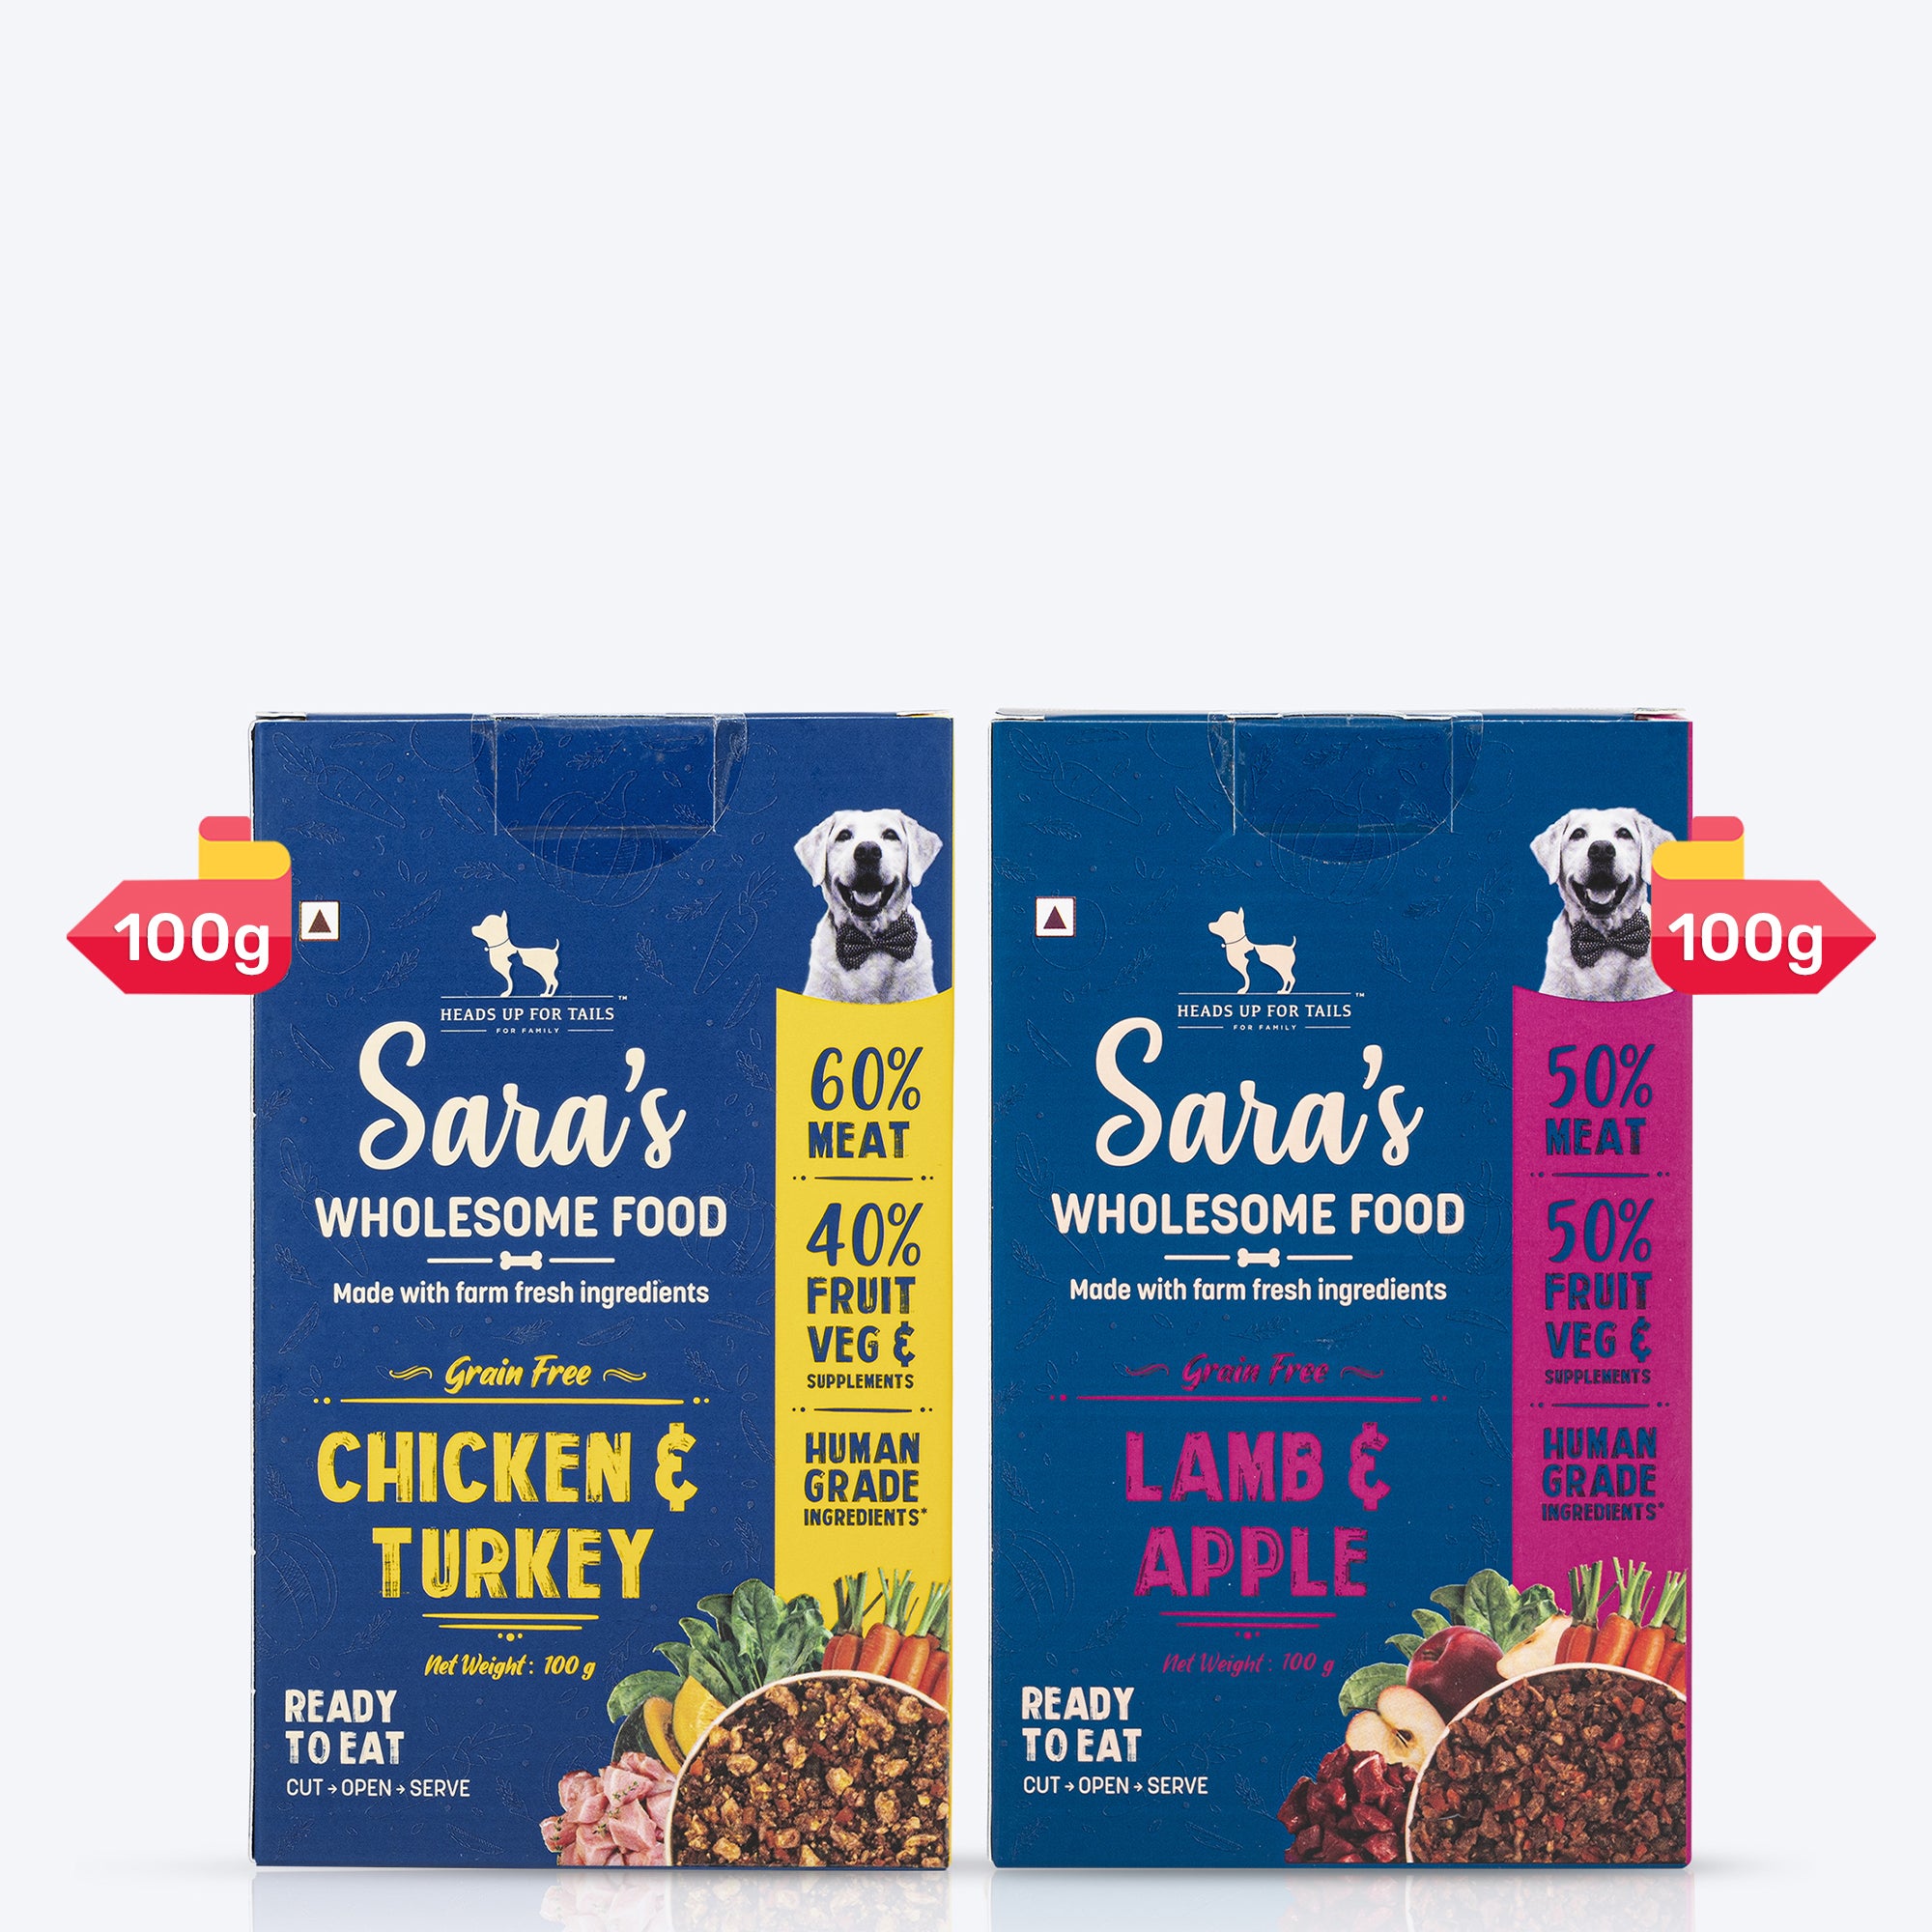 100g
HEADS UP FOR TAILS™
FOR FAMILY
Sara's
WHOLESOME FOOD
Made with farm fresh ingredients
Grain Free
CHICKEN &
TURKEY
Net Weight : 100 g
READY
TO EAT
CUT → OPEN → SERVE
60%
MEAT
40%
FRUIT
VEG &
SUPPLEMENTS
HUMAN
GRADE
INGREDIENTS*
HEADS UP FOR TAILS™
FOR FAMILY
Sara's
WHOLESOME FOOD
Made with farm fresh ingredients
Grain Free
LAMB &
APPLE
Net Weight : 100 g
READY
TO EAT
CUT → OPEN → SERVE
50%
MEAT
50%
FRUIT
VEG &
SUPPLEMENTS
HUMAN
GRADE
INGREDIENTS*
100g